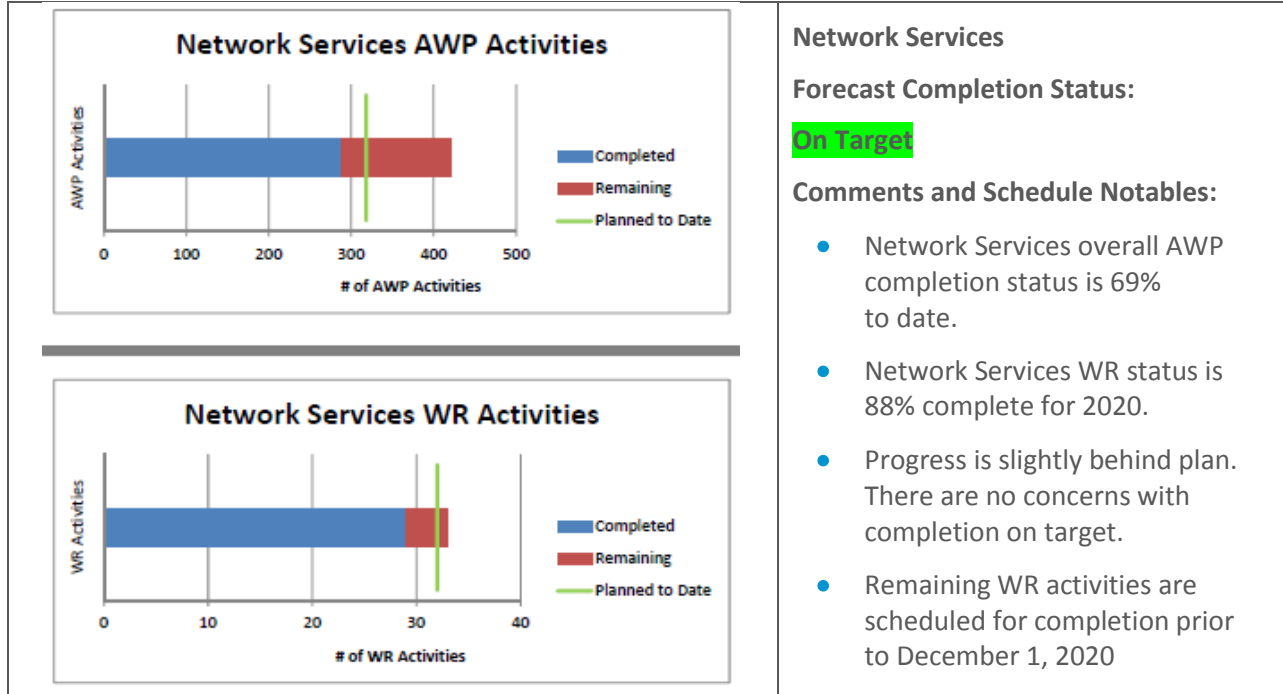 Network Services AWP Activities
AWP Activities
0 100 200 300 400 500
# of AWP Activities
Completed
Remaining
Planned to Date
Network Services WR Activities
WR Activities
0 10 20 30 40
# of WR Activities
Completed
Remaining
Planned to Date
Network Services
Forecast Completion Status:
On Target
Comments and Schedule Notables:
● Network Services overall AWP
completion status is 69%
to date.
● Network Services WR status is
88% complete for 2020.
● Progress is slightly behind plan.
There are no concerns with
completion on target.
● Remaining WR activities are
scheduled for completion prior
to December 1, 2020